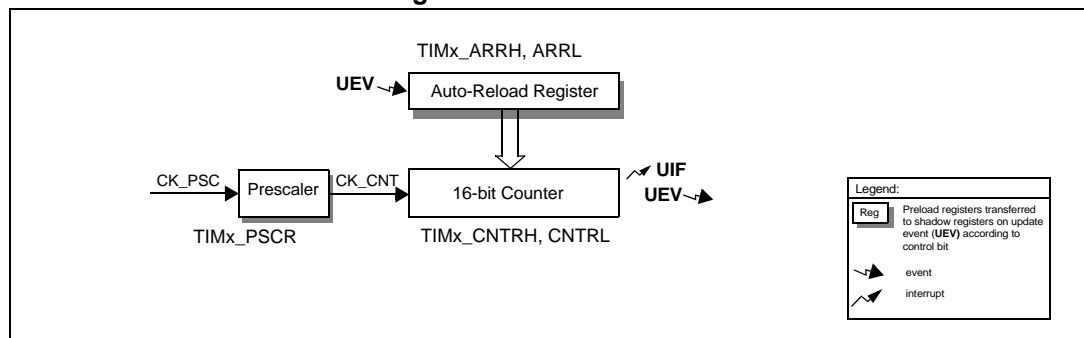 TIMx_ARRH, ARRL
UEV
Auto-Reload Register
CK_PSC
Prescaler
CK_CNT
16-bit Counter
UIF
UEV
TIMx_PSCR
TIMx_CNTRH, CNTRL
Legend:
Reg
Preload registers transferred
to shadow registers on update
event (UEV) according to
control bit
event
interrupt